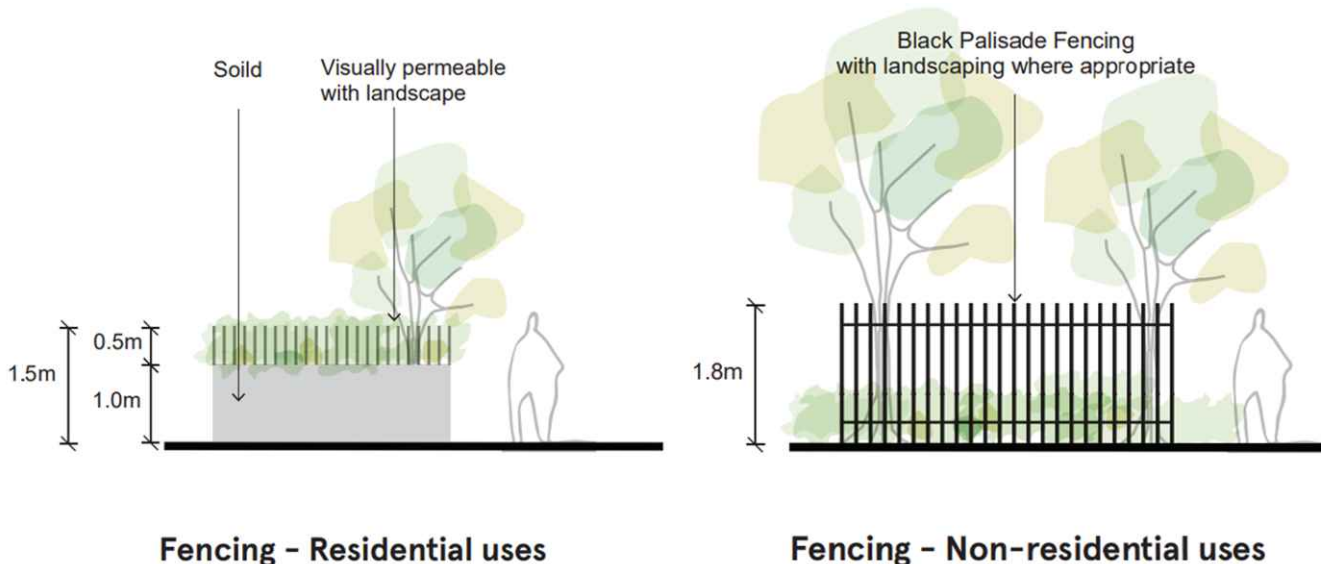 Soild
Visually permeable
with landscape
1.5m
0.5m
1.0m
Fencing - Residential uses
Black Palisade Fencing
with landscaping where appropriate
1.8m
Fencing - Non-residential uses